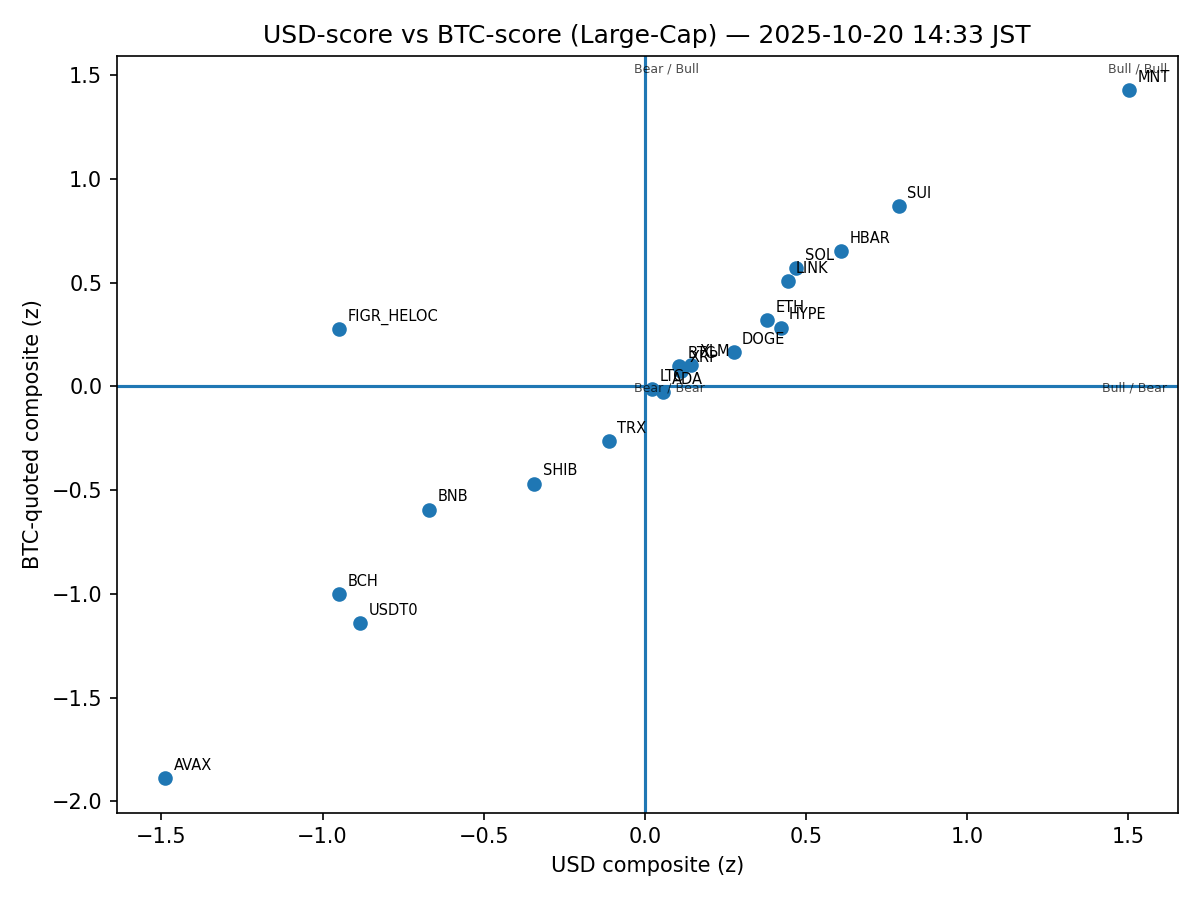 USD-score vs BTC-score (Large-Cap) — 2025-10-20 14:33 JST
BTC-quoted composite (z)
1.5
1.0
0.5
0.0
−0.5
−1.0
−1.5
−2.0
Bear / Bull
Bull / Bull
MNT
SUI
HBAR
SOL
LINK
ETH
HYPE
FIGR_HELOC
DOGE
XLM
XRP
LTC
ADA
Bear / Bear
Bull / Bear
TRX
SHIB
BNB
BCH
USDT0
AVAX
−1.5
−1.0
−0.5
0.0
0.5
1.0
1.5
USD composite (z)